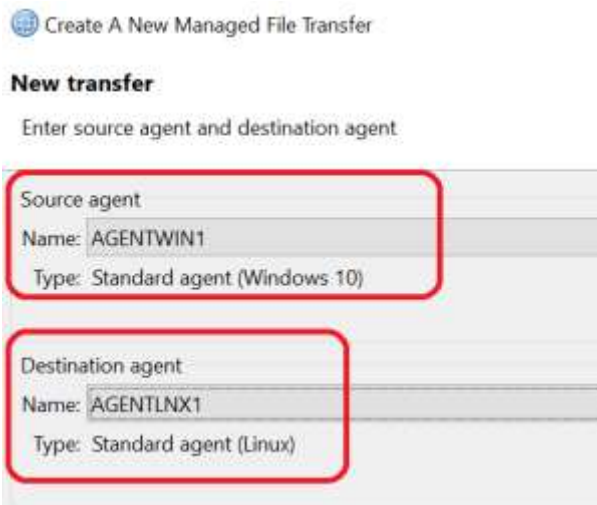 Create A New Managed File Transfer
New transfer
Enter source agent and destination agent
Source agent
Name: AGENTWIN1
Type: Standard agent (Windows 10)
Destination agent
Name: AGENTLNX1
Type: Standard agent (Linux)